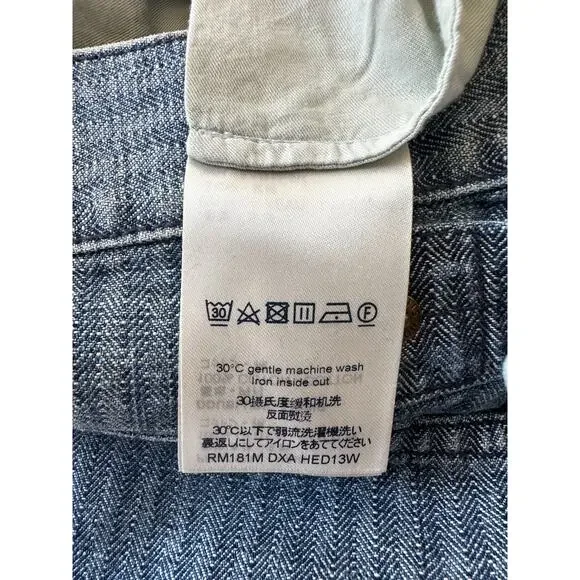 30 F
30°C gentle machine wash
Iron inside out
30摄氏度缓和机洗
反面熨烫
30°C以下で弱流洗濯機洗い
裏返しにしてアイロンをあててください
RM181M DXA HED13W